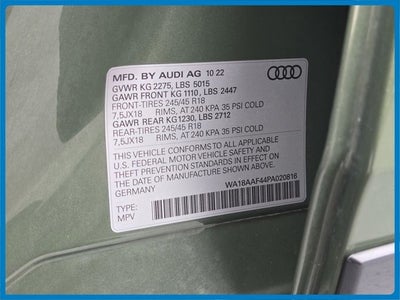 MFD. BY AUDI AG 10 22
GVWR KG 2275, LBS 5015
GAWR FRONT KG 1110, LBS 2447
FRONT-TIRES 245/45 R18
7,5JX18 RIMS, AT 240 KPA 35 PSI COLD
GAWR REAR KG1230, LBS 2712
REAR-TIRES 245/45 R18
7,5JX18 RIMS, AT 240 KPA 35 PSI COLD
THIS VEHICLE CONFORMS TO ALL APPLICABLE
U.S. FEDERAL MOTOR VEHICLE SAFETY AND
THEFT PREVENTION STANDARDS IN EFFECT ON
THE DATE OF MANUFACTURE SHOWN ABOVE.
GERMANY
WA18AAF44PA020816
TYPE:
MPV